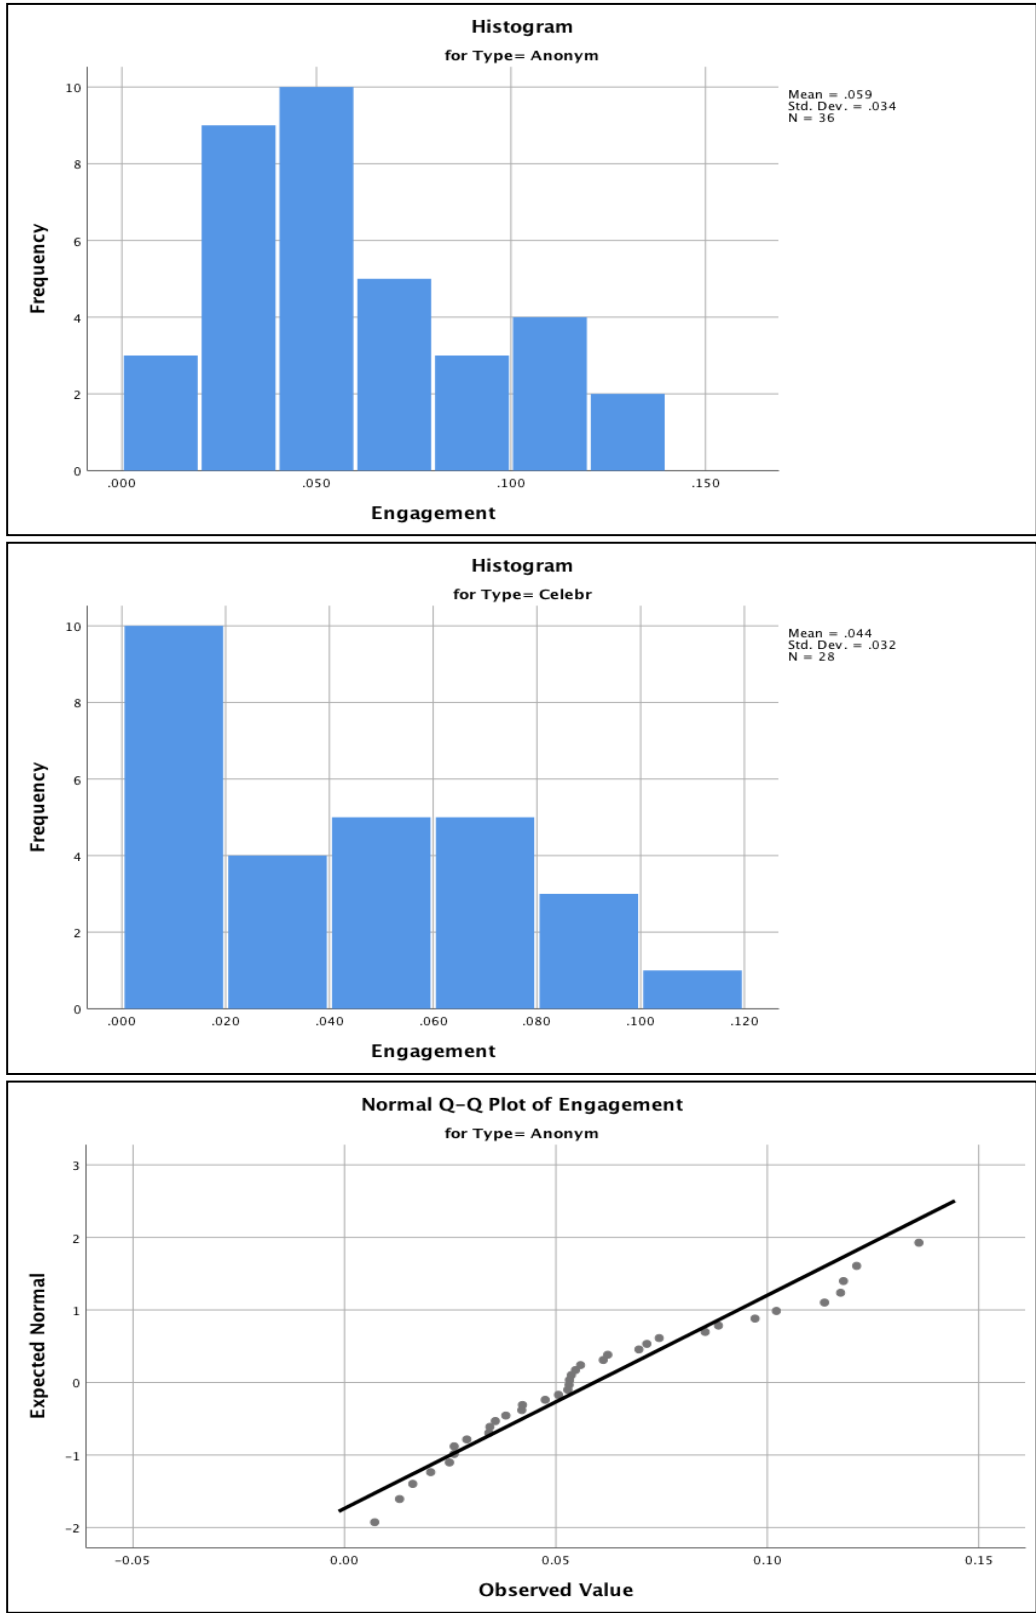 Histogram
for Type= Anonym
Mean = .059
Std. Dev. = .034
N = 36
10
8
6
4
2
0
Frequency
.000 .050 .100 .150
Engagement
Histogram
for Type= Celebr
Mean = .044
Std. Dev. = .032
N = 28
10
8
6
4
2
0
Frequency
.000 .020 .040 .060 .080 .100 .120
Engagement
Normal Q-Q Plot of Engagement
for Type= Anonym
3
2
1
0
-1
-2
Expected Normal
-0.05 0.00 0.05 0.10 0.15
Observed Value